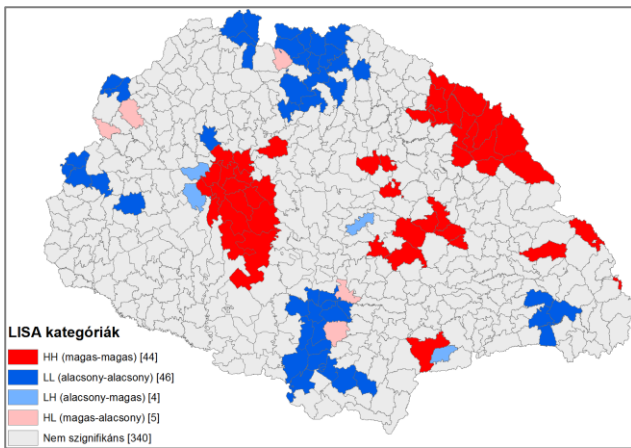 LISA kategóriák
HH (magas-magas) [44]
LL (alacsony-alacsony) [46]
LH (alacsony-magas) [4]
HL (magas-alacsony) [5]
Nem szignifikáns [340]